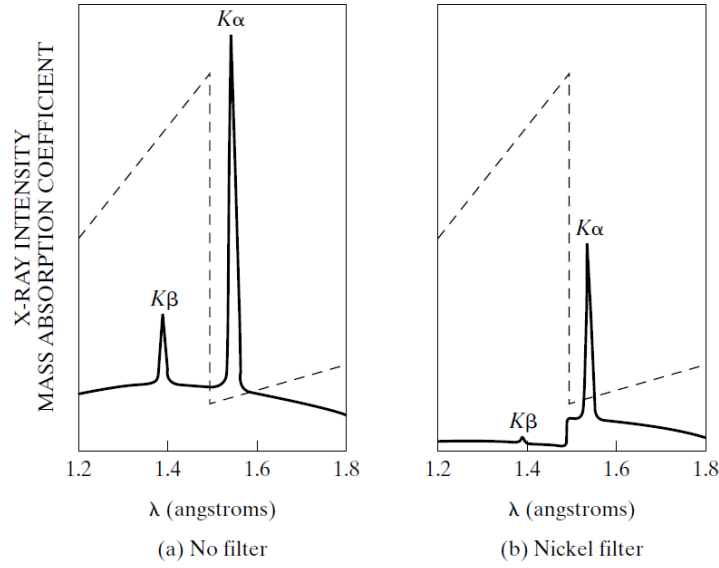 X-RAY INTENSITY
MASS ABSORPTION COEFFICIENT
Kα
Kβ
1.2 1.4 1.6 1.8
λ (angstroms)
(a) No filter
Kα
Kβ
1.2 1.4 1.6 1.8
λ (angstroms)
(b) Nickel filter